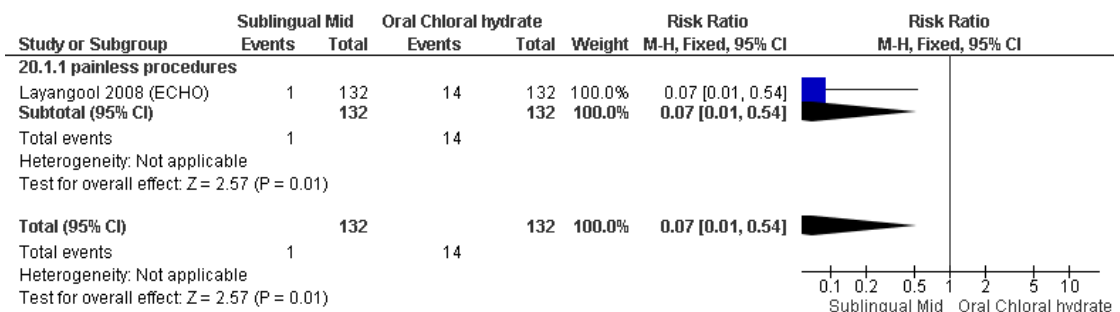 Sublingual Mid Oral Chloral hydrate Risk Ratio Risk Ratio
Study or Subgroup Events Total Events Total Weight M-H, Fixed, 95% CI M-H, Fixed, 95% CI
20.1.1 painless procedures
Layangool 2008 (ECHO) 1 132 14 132 100.0% 0.07 [0.01, 0.54]
Subtotal (95% CI) 132 132 100.0% 0.07 [0.01, 0.54]
Total events 1 14
Heterogeneity: Not applicable
Test for overall effect: Z = 2.57 (P = 0.01)
Total (95% CI) 132 132 100.0% 0.07 [0.01, 0.54]
Total events 1 14
Heterogeneity: Not applicable
Test for overall effect: Z = 2.57 (P = 0.01)
0.1 0.2 0.5 1 2 5 10
Sublingual Mid Oral Chloral hydrate